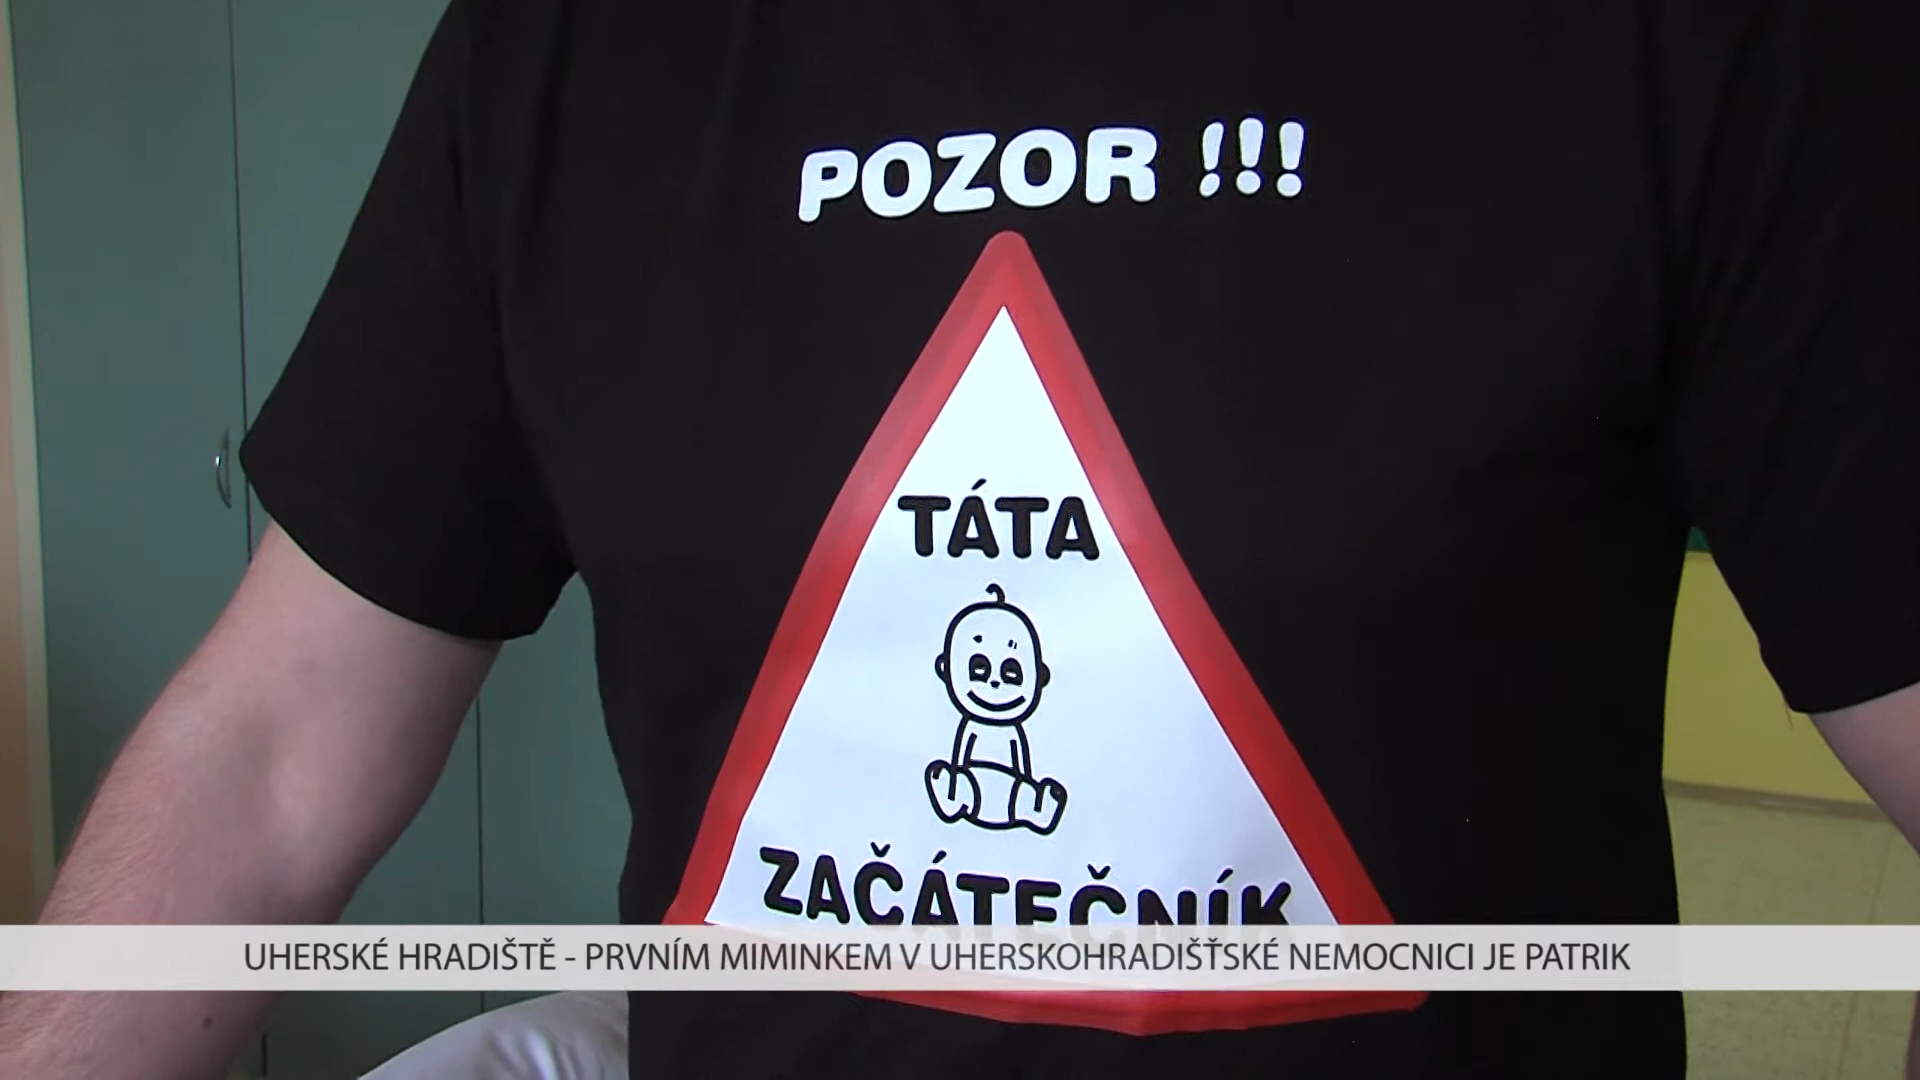 POZOR !!!
TÁTA
ZAČÁTEČNÍK
UHERSKÉ HRADIŠTĚ - PRVNÍM MIMINKEM V UHERSKOHRADIŠŤSKÉ NEMOCNICI JE PATRIK